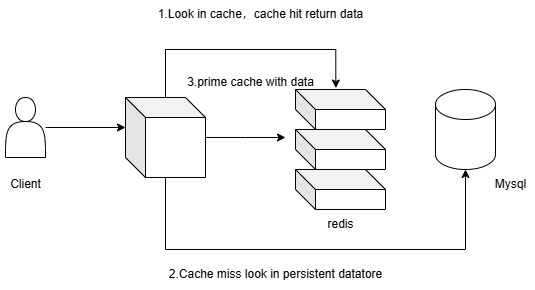 1.Look in cache，cache hit return data
3.prime cache with data
Client
Mysql
redis
2.Cache miss look in persistent datatore